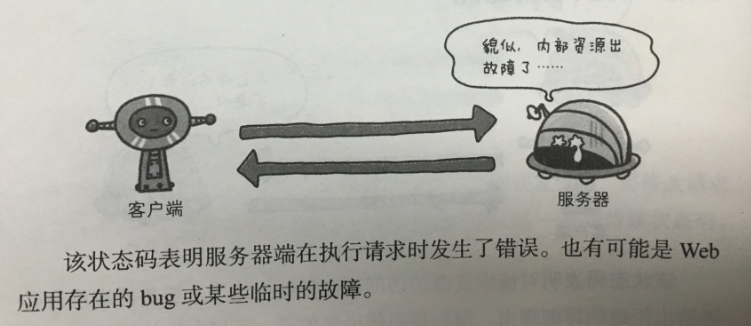 貌似，内部资源出
故障了……
客户端
服务器
该状态码表明服务器端在执行请求时发生了错误。也有可能是 Web
应用存在的 bug 或某些临时的故障。